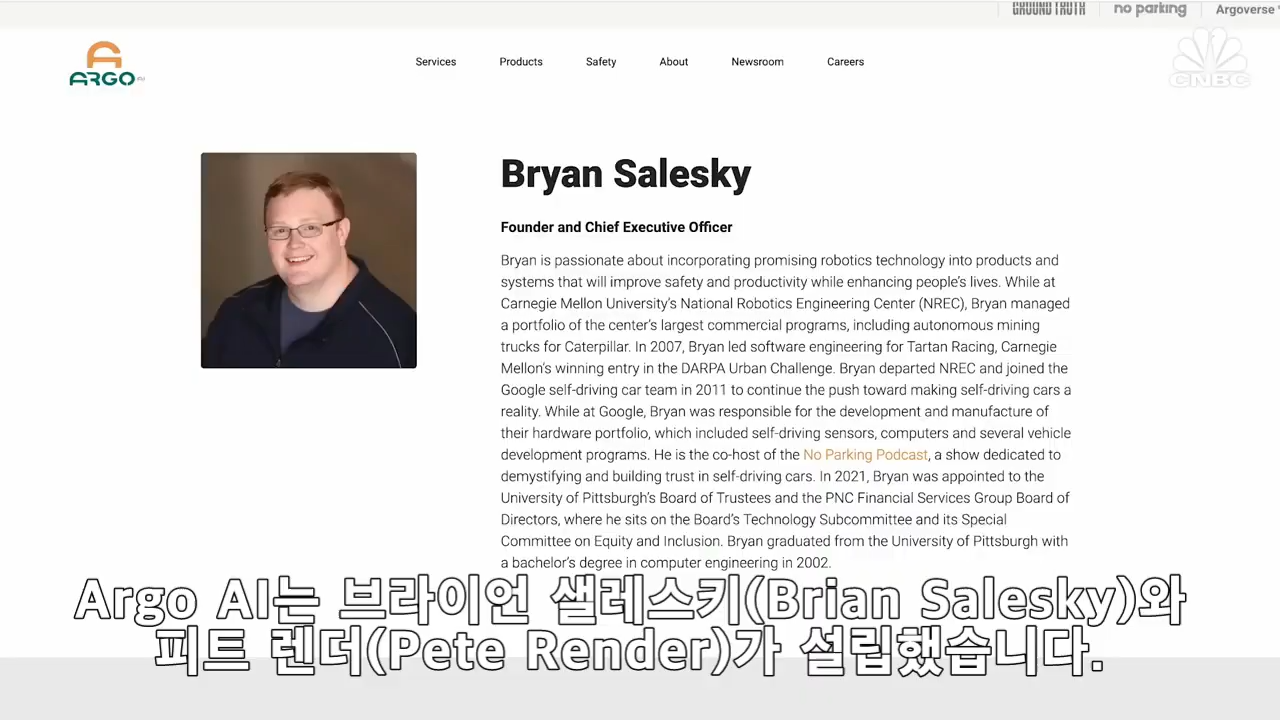 GROUND TRUTH
no parking
Argoverse
ARGO AI
Services
Products
Safety
About
Newsroom
Careers
CNBC
Bryan Salesky
Founder and Chief Executive Officer
Bryan is passionate about incorporating promising robotics technology into products and
systems that will improve safety and productivity while enhancing people's lives. While at
Carnegie Mellon University's National Robotics Engineering Center (NREC), Bryan managed
a portfolio of the center's largest commercial programs, including autonomous mining
trucks for Caterpillar. In 2007, Bryan led software engineering for Tartan Racing, Carnegie
Mellon's winning entry in the DARPA Urban Challenge. Bryan departed NREC and joined the
Google self-driving car team in 2011 to continue the push toward making self-driving cars a
reality. While at Google, Bryan was responsible for the development and manufacture of
their hardware portfolio, which included self-driving sensors, computers and several vehicle
development programs. He is the co-host of the No Parking Podcast, a show dedicated to
demystifying and building trust in self-driving cars. In 2021, Bryan was appointed to the
University of Pittsburgh's Board of Trustees and the PNC Financial Services Group Board of
Directors, where he sits on the Board's Technology Subcommittee and its Special
Committee on Equity and Inclusion. Bryan graduated from the University of Pittsburgh with
a bachelor's degree in computer engineering in 2002.
Argo AI는 브라이언 샐레스키(Brian Salesky)와
피트 렌더(Pete Render)가 설립했습니다.